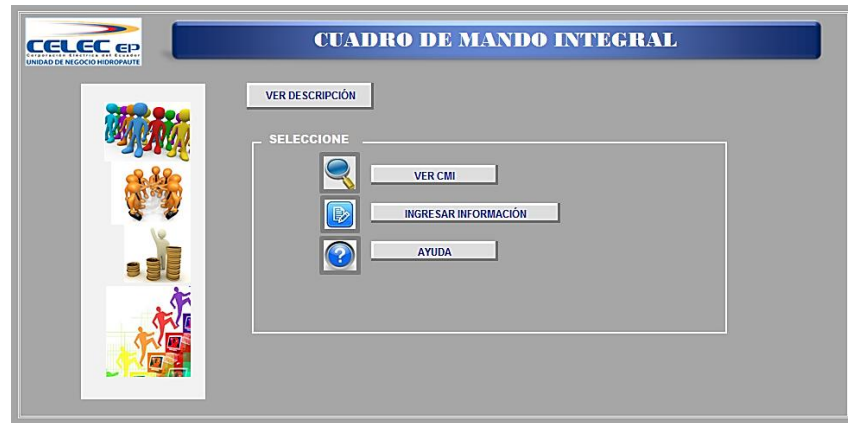 CELEC EP
Corporación Eléctrica del Ecuador
UNIDAD DE NEGOCIO HIDROPAUTE
CUADRO DE MANDO INTEGRAL
VER DESCRIPCIÓN
SELECCIONE
VER CMI
INGRESAR INFORMACIÓN
AYUDA